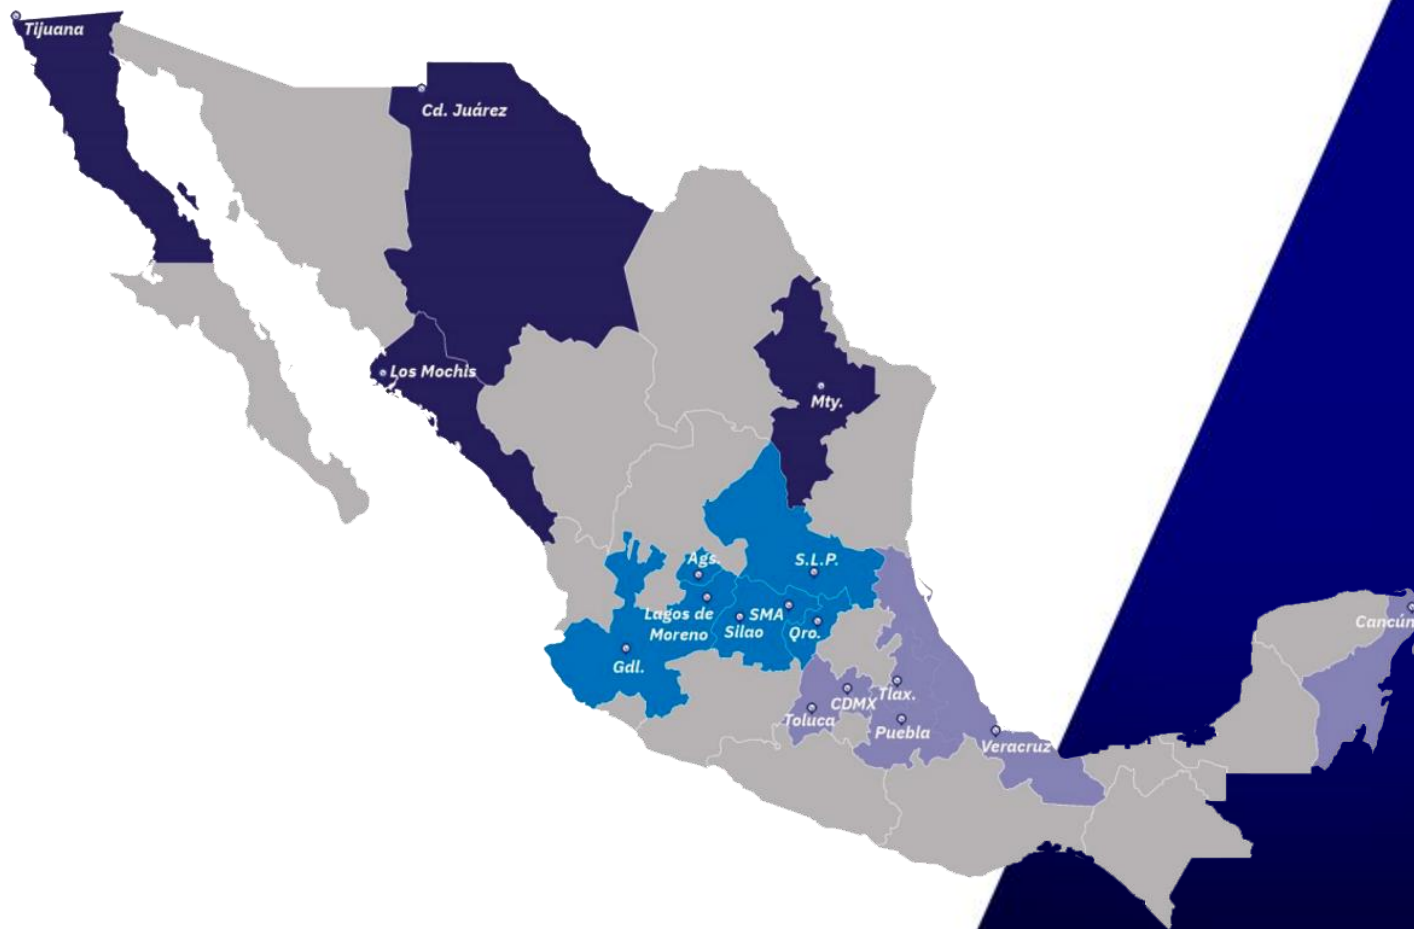 Tijuana
Cd. Juárez
Los Mochis
Mty.
Ags.
S.L.P.
Lagos de
Moreno
SMA
Silao
Qro.
Gdl.
Cancún
Tlax.
CDMX
Toluca
Puebla
Veracruz